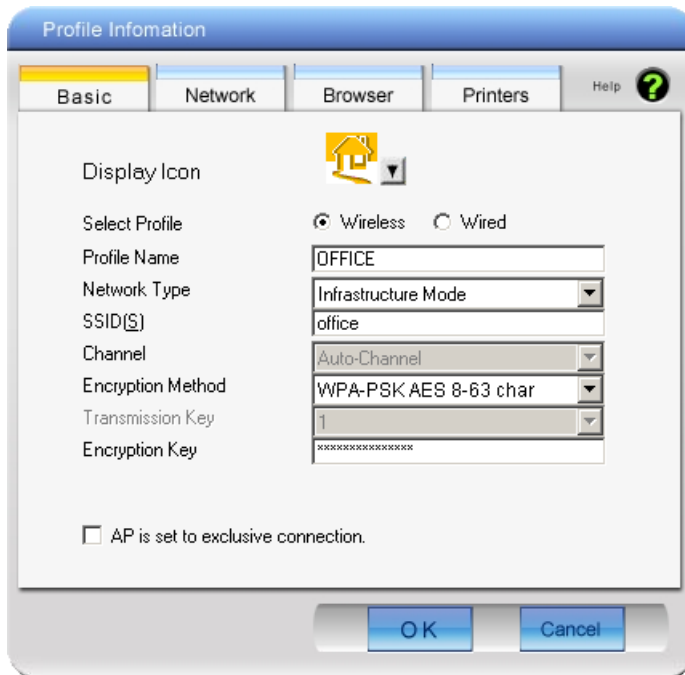 Profile Infomation
Basic Network Browser Printers Help ?
Display Icon
Select Profile Wireless Wired
Profile Name OFFICE
Network Type Infrastructure Mode
SSID(S) office
Channel Auto-Channel
Encryption Method WPA-PSK AES 8-63 char
Transmission Key 1
Encryption Key ***************
AP is set to exclusive connection.
OK Cancel